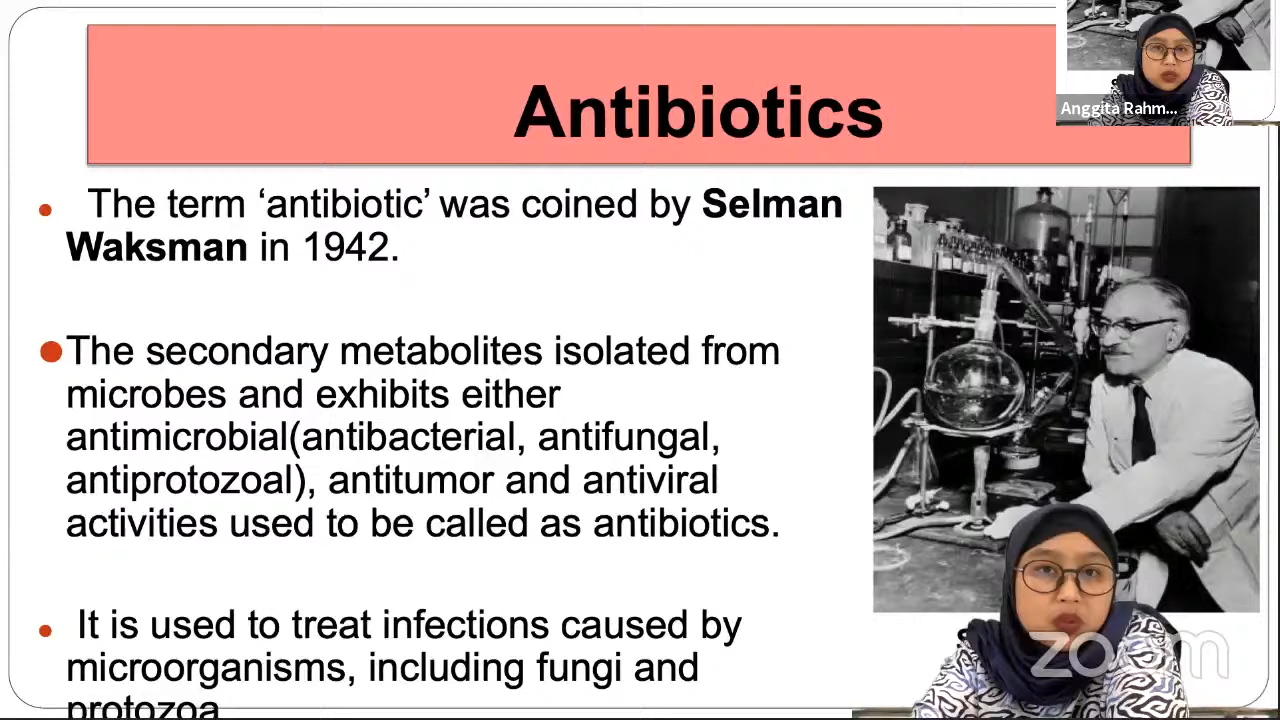 Antibiotics
Anggita Rahm...
The term ‘antibiotic’ was coined by Selman
Waksman in 1942.
The secondary metabolites isolated from
microbes and exhibits either
antimicrobial(antibacterial, antifungal,
antiprotozoal), antitumor and antiviral
activities used to be called as antibiotics.
It is used to treat infections caused by
microorganisms, including fungi and
protozoa
zoom